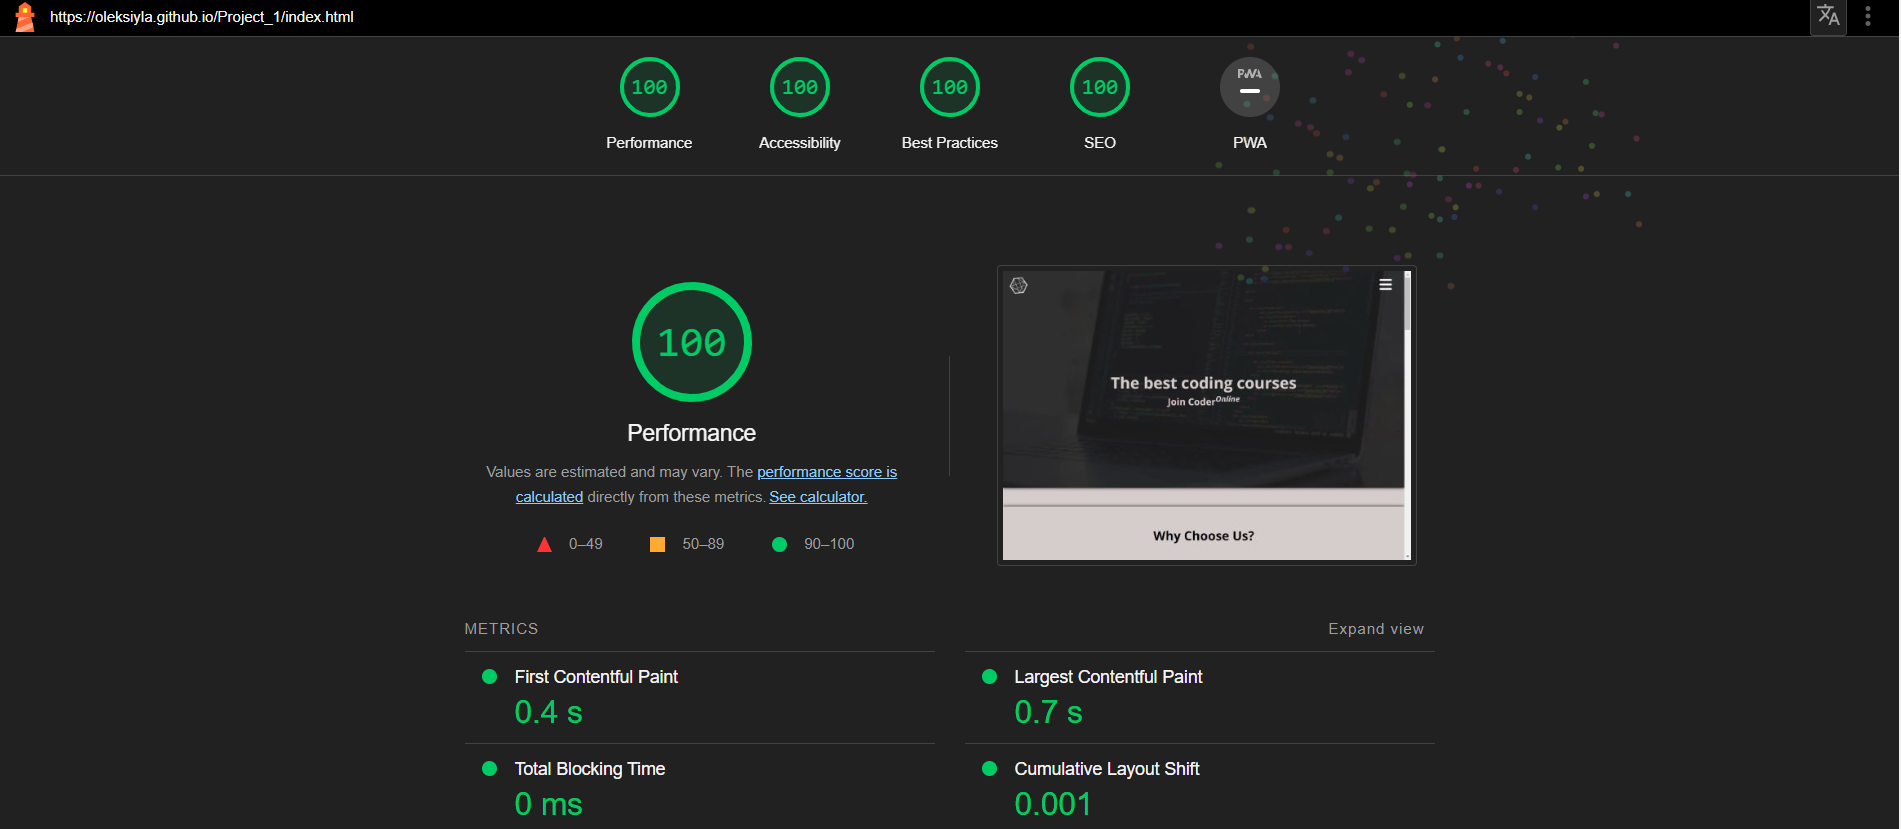 https://oleksiyla.github.io/Project_1/index.html
100 100 100 100 PWA
Performance Accessibility Best Practices SEO PWA
100
Performance
Values are estimated and may vary. The performance score is
calculated directly from these metrics. See calculator.
0–49 50–89 90–100
The best coding courses
Join CoderOnline
Why Choose Us?
METRICS Expand view
First Contentful Paint
0.4 s
Largest Contentful Paint
0.7 s
Total Blocking Time
0 ms
Cumulative Layout Shift
0.001